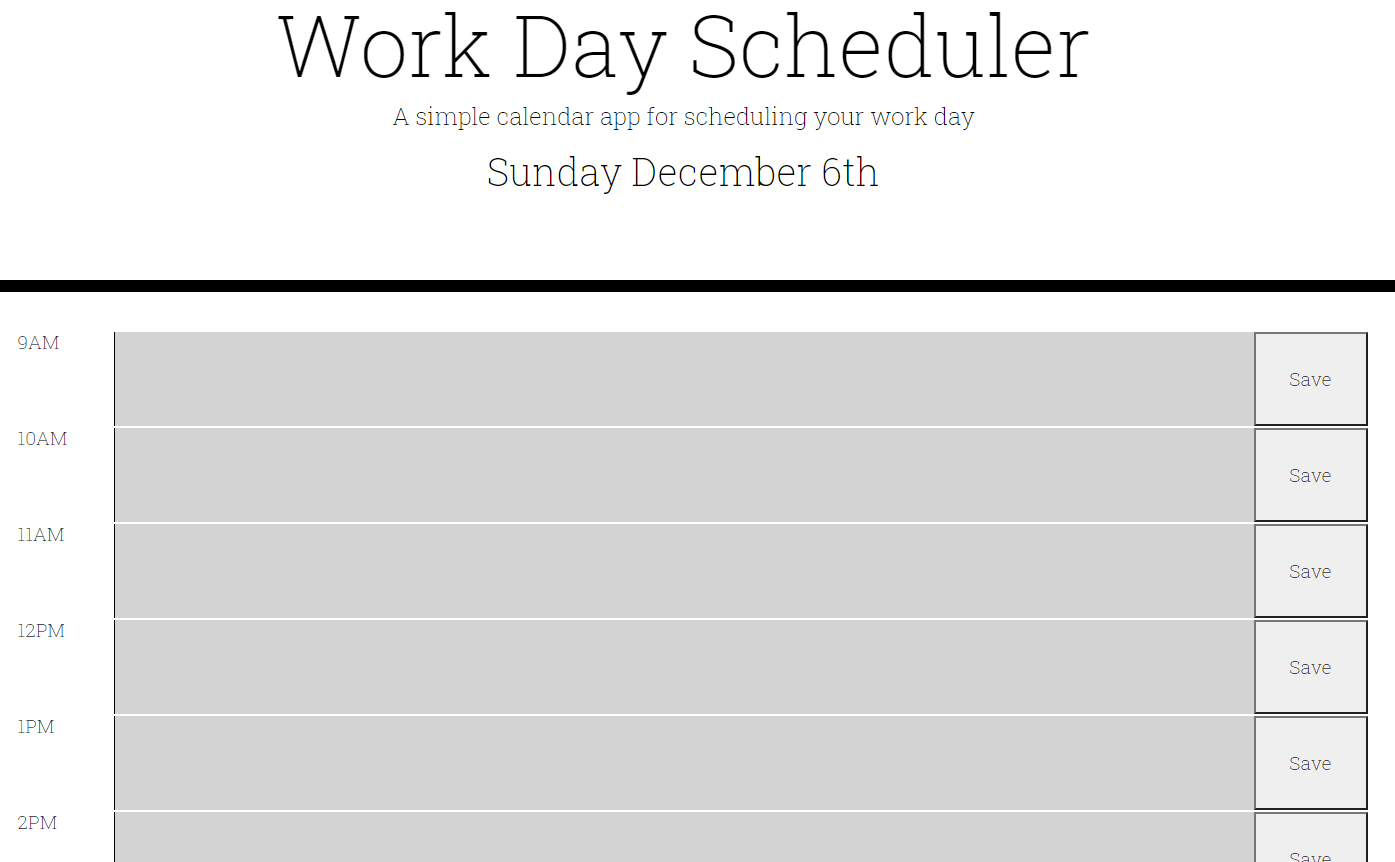 Work Day Scheduler
A simple calendar app for scheduling your work day
Sunday December 6th
9AM
Save
10AM
Save
11AM
Save
12PM
Save
1PM
Save
2PM
Save